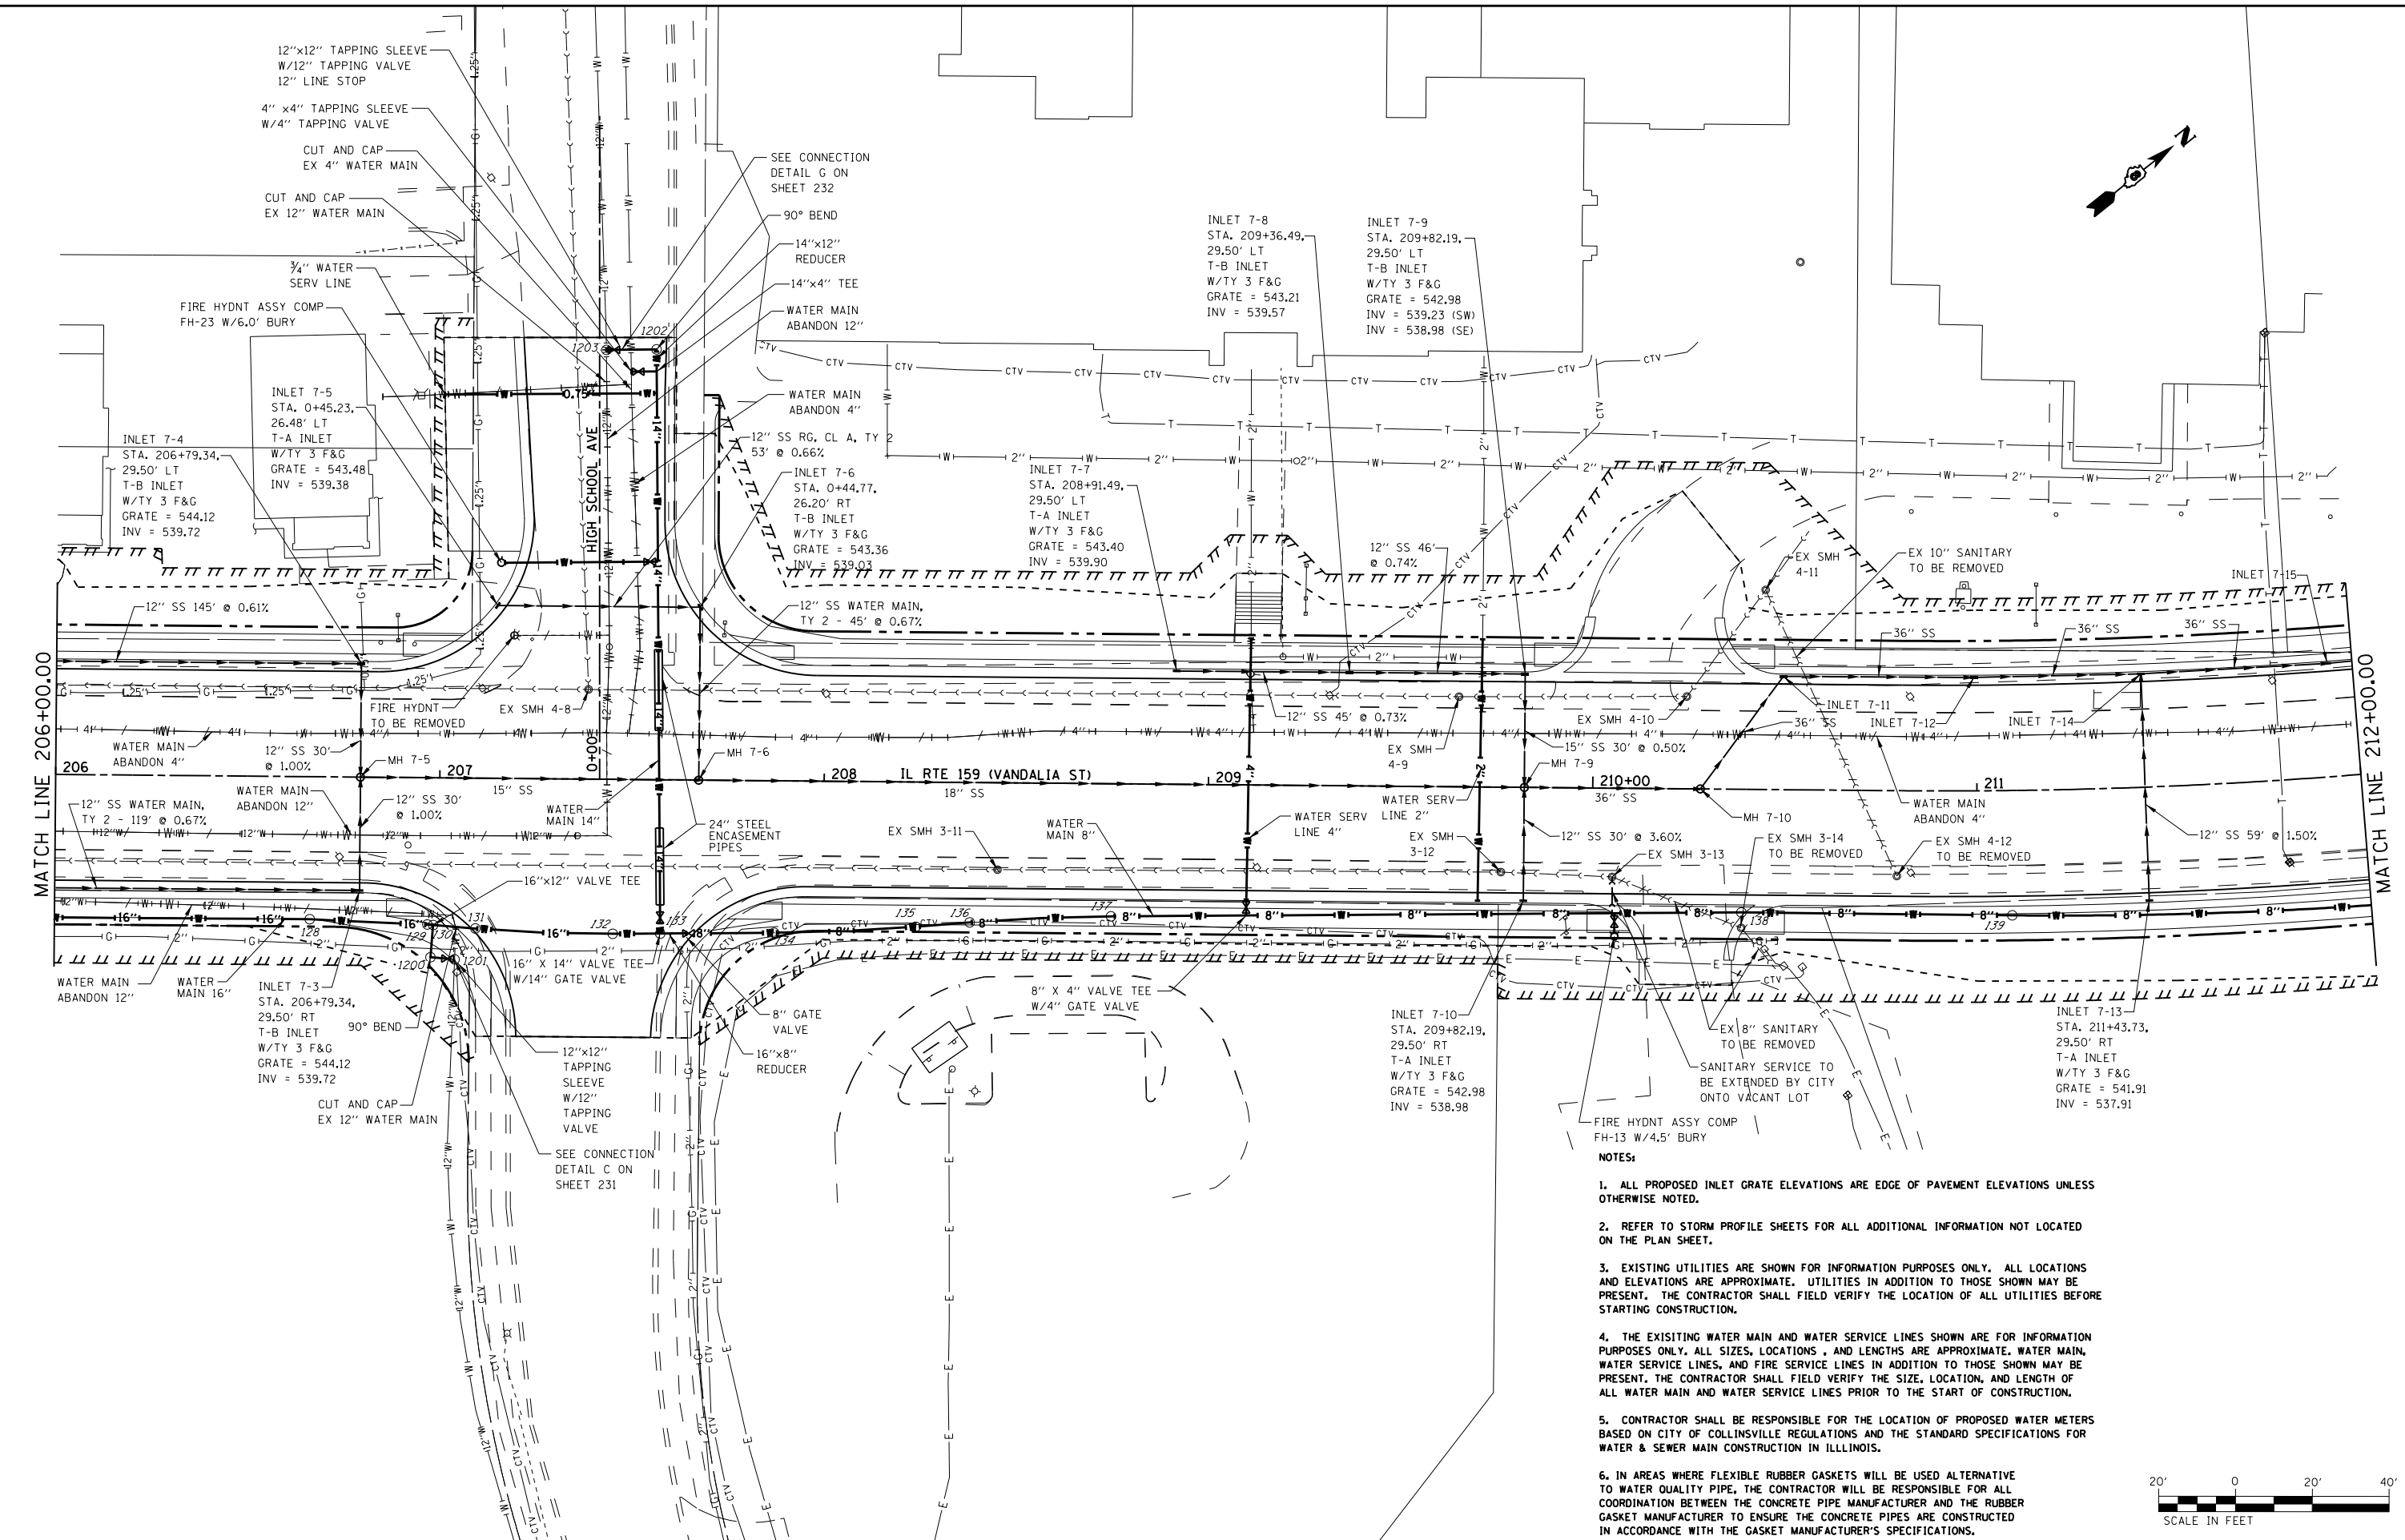 12"x12" TAPPING SLEEVE
W/12" TAPPING VALVE
12" LINE STOP
4" x4" TAPPING SLEEVE
W/4" TAPPING VALVE
CUT AND CAP
EX 4" WATER MAIN
CUT AND CAP
EX 12" WATER MAIN
¾" WATER
SERV LINE
FIRE HYDNT ASSY COMP
FH-23 W/6.0' BURY
SEE CONNECTION
DETAIL G ON
SHEET 232
90° BEND
14"x12"
REDUCER
14"x4" TEE
WATER MAIN
ABANDON 12"
WATER MAIN
ABANDON 4"
1202
1203
0.75"
HIGH SCHOOL AVE
N
INLET 7-4
STA. 206+79.34,
29.50' LT
T-B INLET
W/TY 3 F&G
GRATE = 544.12
INV = 539.72
INLET 7-5
STA. 0+45.23,
26.48' LT
T-A INLET
W/TY 3 F&G
GRATE = 543.48
INV = 539.38
12" SS RG, CL A, TY 2
53' @ 0.66%
INLET 7-6
STA. 0+44.77,
26.20' RT
T-B INLET
W/TY 3 F&G
GRATE = 543.36
INV = 539.03
INLET 7-7
STA. 208+91.49,
29.50' LT
T-A INLET
W/TY 3 F&G
GRATE = 543.40
INV = 539.90
INLET 7-8
STA. 209+36.49,
29.50' LT
T-B INLET
W/TY 3 F&G
GRATE = 543.21
INV = 539.57
INLET 7-9
STA. 209+82.19,
29.50' LT
T-B INLET
W/TY 3 F&G
GRATE = 542.98
INV = 539.23 (SW)
INV = 538.98 (SE)
12" SS 46'
@ 0.74%
EX SMH
4-11
EX 10" SANITARY
TO BE REMOVED
INLET 7-15
12" SS 145' @ 0.61%
12" SS WATER MAIN,
TY 2 - 45' @ 0.67%
36" SS
36" SS
36" SS
MATCH LINE 206+00.00
MATCH LINE 212+00.00
FIRE HYDNT
TO BE REMOVED
EX SMH 4-8
12" SS 45' @ 0.73%
EX SMH
4-9
EX SMH 4-10
36" SS
INLET 7-11
INLET 7-12
INLET 7-14
WATER MAIN
ABANDON 4"
12" SS 30'
@ 1.00%
MH 7-5
MH 7-6
15" SS 30' @ 0.50%
MH 7-9
206
207
0+00
208
IL RTE 159 (VANDALIA ST)
209
210+00
211
15" SS
18" SS
36" SS
12" SS WATER MAIN,
TY 2 - 119' @ 0.67%
WATER MAIN
ABANDON 12"
12" SS 30'
@ 1.00%
WATER
MAIN 14"
24" STEEL
ENCASEMENT
PIPES
EX SMH 3-11
WATER
MAIN 8"
WATER SERV
LINE 4"
WATER SERV
LINE 2"
EX SMH
3-12
12" SS 30' @ 3.60%
EX SMH 3-13
MH 7-10
EX SMH 3-14
TO BE REMOVED
WATER MAIN
ABANDON 4"
EX SMH 4-12
TO BE REMOVED
12" SS 59' @ 1.50%
16"x12" VALVE TEE
128
129
130
131
132
133
134
135
136
137
138
139
1200
1201
WATER MAIN
ABANDON 12"
WATER
MAIN 16"
INLET 7-3
STA. 206+79.34,
29.50' RT
T-B INLET
W/TY 3 F&G
GRATE = 544.12
INV = 539.72
90° BEND
CUT AND CAP
EX 12" WATER MAIN
16" X 14" VALVE TEE
W/14" GATE VALVE
12"x12"
TAPPING
SLEEVE
W/12"
TAPPING
VALVE
SEE CONNECTION
DETAIL C ON
SHEET 231
8" GATE
VALVE
16"x8"
REDUCER
8" X 4" VALVE TEE
W/4" GATE VALVE
INLET 7-10
STA. 209+82.19,
29.50' RT
T-A INLET
W/TY 3 F&G
GRATE = 542.98
INV = 538.98
EX 8" SANITARY
TO BE REMOVED
SANITARY SERVICE TO
BE EXTENDED BY CITY
ONTO VACANT LOT
FIRE HYDNT ASSY COMP
FH-13 W/4.5' BURY
INLET 7-13
STA. 211+43.73,
29.50' RT
T-A INLET
W/TY 3 F&G
GRATE = 541.91
INV = 537.91
NOTES:
1. ALL PROPOSED INLET GRATE ELEVATIONS ARE EDGE OF PAVEMENT ELEVATIONS UNLESS
OTHERWISE NOTED.
2. REFER TO STORM PROFILE SHEETS FOR ALL ADDITIONAL INFORMATION NOT LOCATED
ON THE PLAN SHEET.
3. EXISTING UTILITIES ARE SHOWN FOR INFORMATION PURPOSES ONLY. ALL LOCATIONS
AND ELEVATIONS ARE APPROXIMATE. UTILITIES IN ADDITION TO THOSE SHOWN MAY BE
PRESENT. THE CONTRACTOR SHALL FIELD VERIFY THE LOCATION OF ALL UTILITIES BEFORE
STARTING CONSTRUCTION.
4. THE EXISITING WATER MAIN AND WATER SERVICE LINES SHOWN ARE FOR INFORMATION
PURPOSES ONLY. ALL SIZES, LOCATIONS , AND LENGTHS ARE APPROXIMATE. WATER MAIN,
WATER SERVICE LINES, AND FIRE SERVICE LINES IN ADDITION TO THOSE SHOWN MAY BE
PRESENT. THE CONTRACTOR SHALL FIELD VERIFY THE SIZE, LOCATION, AND LENGTH OF
ALL WATER MAIN AND WATER SERVICE LINES PRIOR TO THE START OF CONSTRUCTION.
5. CONTRACTOR SHALL BE RESPONSIBLE FOR THE LOCATION OF PROPOSED WATER METERS
BASED ON CITY OF COLLINSVILLE REGULATIONS AND THE STANDARD SPECIFICATIONS FOR
WATER & SEWER MAIN CONSTRUCTION IN ILLLINOIS.
6. IN AREAS WHERE FLEXIBLE RUBBER GASKETS WILL BE USED ALTERNATIVE
TO WATER QUALITY PIPE, THE CONTRACTOR WILL BE RESPONSIBLE FOR ALL
COORDINATION BETWEEN THE CONCRETE PIPE MANUFACTURER AND THE RUBBER
GASKET MANUFACTURER TO ENSURE THE CONCRETE PIPES ARE CONSTRUCTED
IN ACCORDANCE WITH THE GASKET MANUFACTURER'S SPECIFICATIONS.
20' 0 20' 40'
SCALE IN FEET